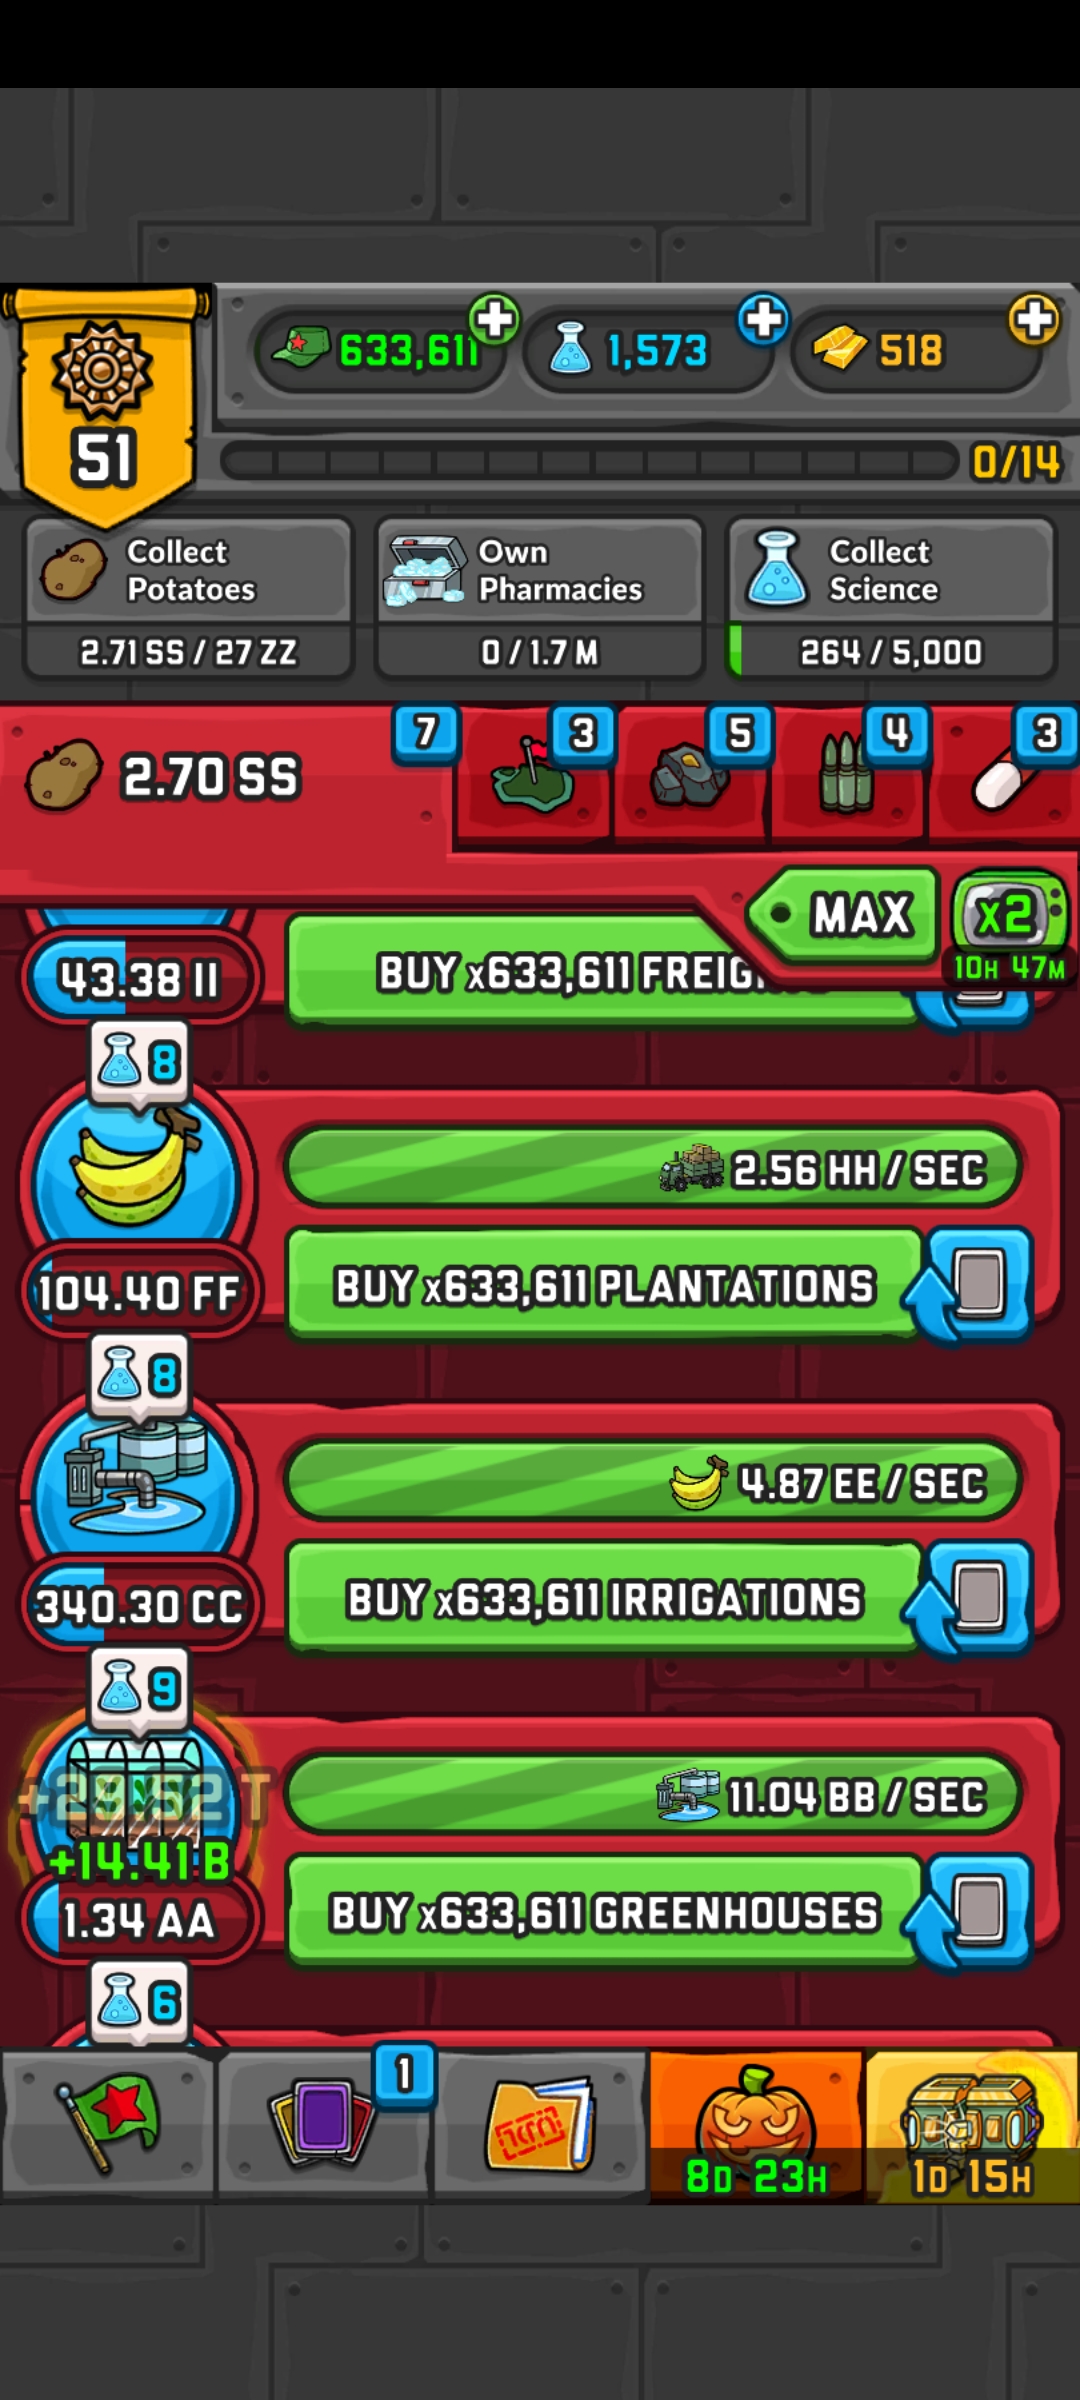 633,611
1,573
518
51
0/14
Collect
Potatoes
Own
Pharmacies
Collect
Science
2.71 SS / 27 ZZ
0 / 1.7 M
264 / 5,000
2.70 SS
7
3
5
4
3
MAX
x2
10H 47M
43.38 II
BUY x633,611
8
2.56 HH / SEC
104.40 FF
BUY x633,611 PLANTATIONS
8
4.87 EE / SEC
340.30 CC
BUY x633,611 IRRIGATIONS
9
11.04 BB / SEC
+14.41 B
1.34 AA
BUY x633,611 GREENHOUSES
6
1
8D 23H
1D 15H